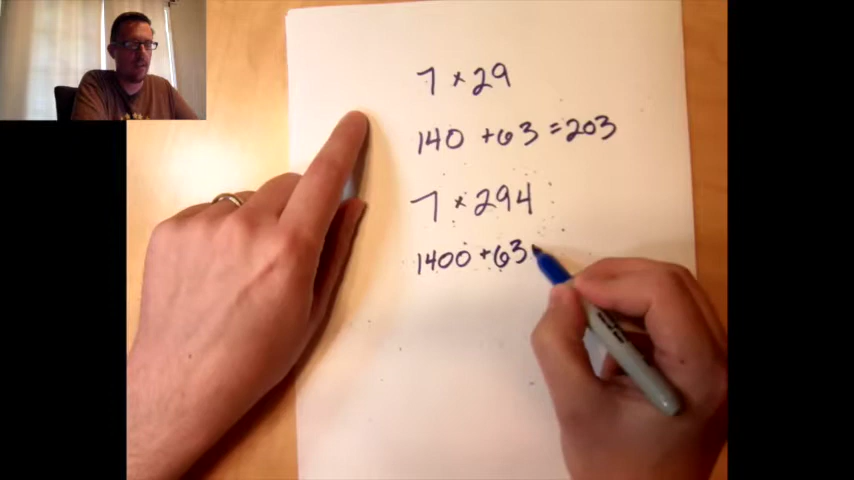 7 × 29
140 + 63 = 203
7 × 294
1400 + 63